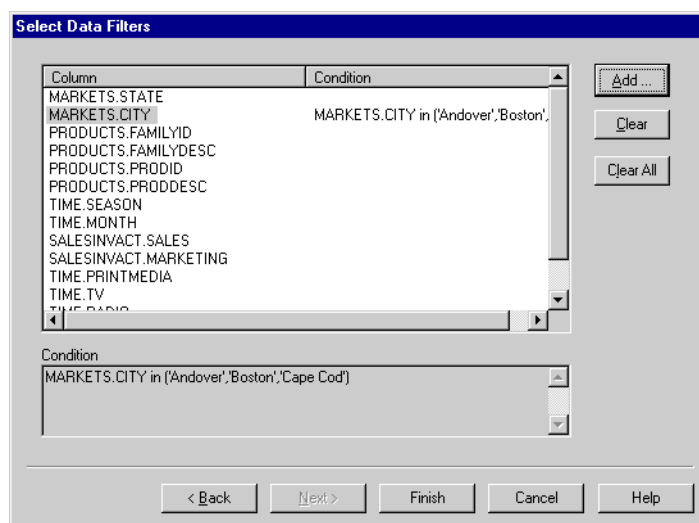 Select Data Filters
Column Condition
Add ...
MARKETS.STATE
MARKETS.CITY MARKETS.CITY in ('Andover','Boston',
PRODUCTS.FAMILYID
Clear
PRODUCTS.FAMILYDESC
PRODUCTS.PRODID
Clear All
PRODUCTS.PRODDESC
TIME.SEASON
TIME.MONTH
SALESINVACT.SALES
SALESINVACT.MARKETING
TIME.PRINTMEDIA
TIME.TV
TIME.RADIO
Condition
MARKETS.CITY in ('Andover','Boston','Cape Cod')
< Back Next > Finish Cancel Help